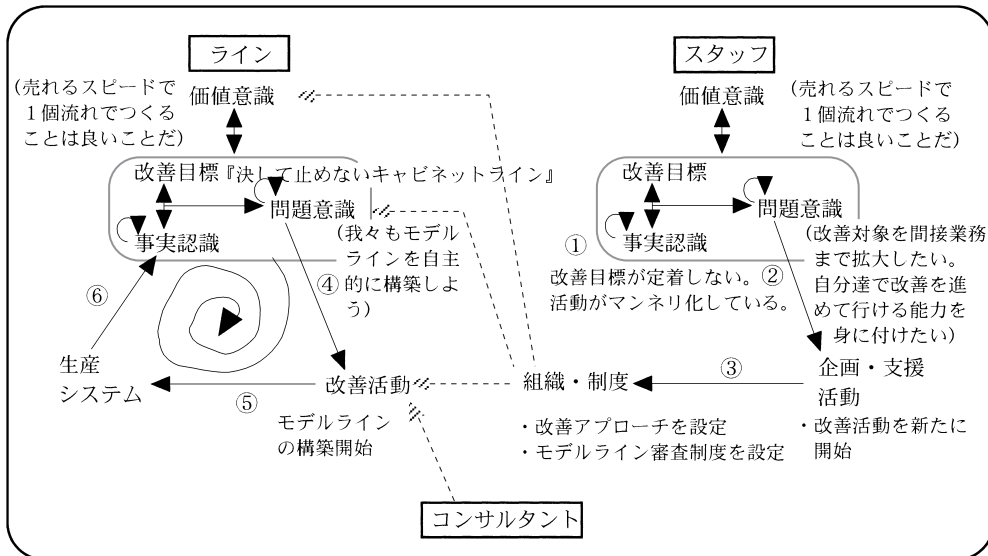 ライン
スタッフ
(売れるスピードで
1個流れでつくる
ことは良いことだ)
価値意識
価値意識
(売れるスピードで
1個流れでつくる
ことは良いことだ)
改善目標『決して止めないキャビネットライン』
問題意識
事実認識
(我々もモデル
ラインを自主
的に構築しよ
う)
改善目標
問題意識
事実認識
①
改善目標が定着しない。
活動がマンネリ化している。
②
(改善対象を間接業務
まで拡大したい。
自分達で改善を進
めて行ける能力を
身に付けたい)
④
⑥
生産
システム
⑤
改善活動
モデルライン
の構築開始
組織・制度
・改善アプローチを設定
・モデルライン審査制度を設定
③
企画・支援
活動
・改善活動を新たに
開始
コンサルタント